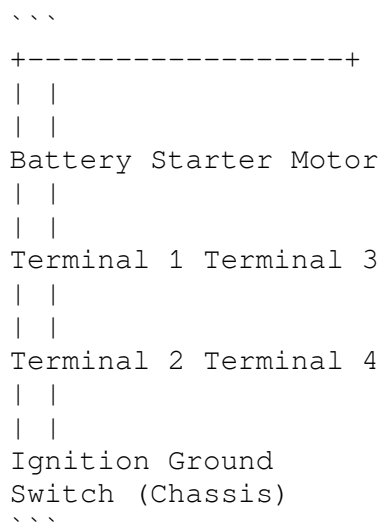 ```
+------------------+
| |
| |
Battery Starter Motor
| |
| |
Terminal 1 Terminal 3
| |
| |
Terminal 2 Terminal 4
| |
| |
Ignition Ground
Switch (Chassis)
```